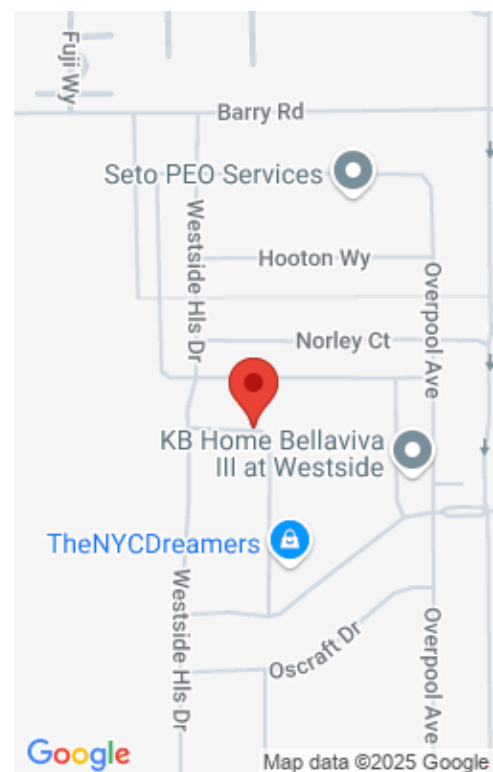 Fuji Wy
Barry Rd
Seto PEO Services
Westside Hls Dr
Hooton Wy
Overpool Ave
Norley Ct
KB Home Bellaviva
III at Westside
TheNYCDreamers
Westside Hls Dr
Oscraft Dr
Overpool Ave
Google
Map data ©2025 Google